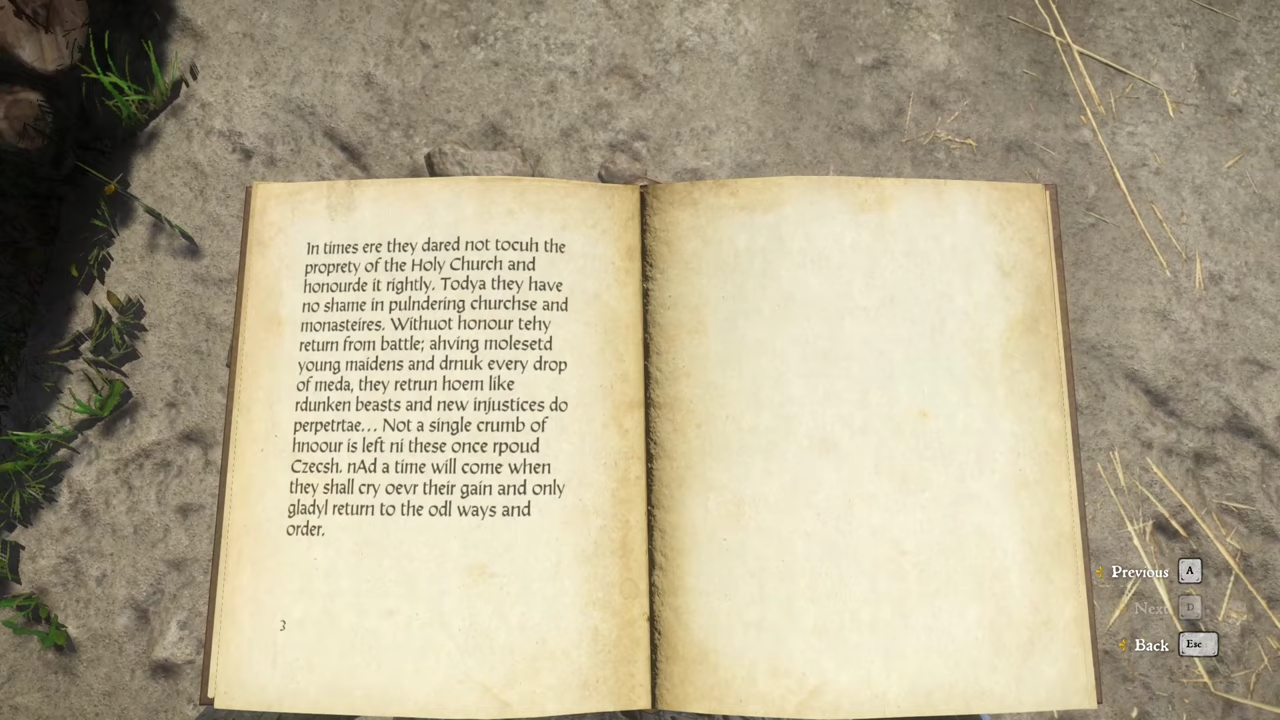 In times ere they dared not tocuh the
proprety of the Holy Church and
honourde it rightly. Todya they have
no shame in pulndering churchse and
monasteires. Withuot honour tehy
return from battle; ahving molesetd
young maidens and drnuk every drop
of meda, they retrun hoem like
rdunken beasts and new injustices do
perpetrtae... Not a single crumb of
hnoour is left ni these once rpoud
Czecsh. nAd a time will come when
they shall cry oevr their gain and only
gladyl return to the odl ways and
order.
3
Previous A
Next D
Back Esc